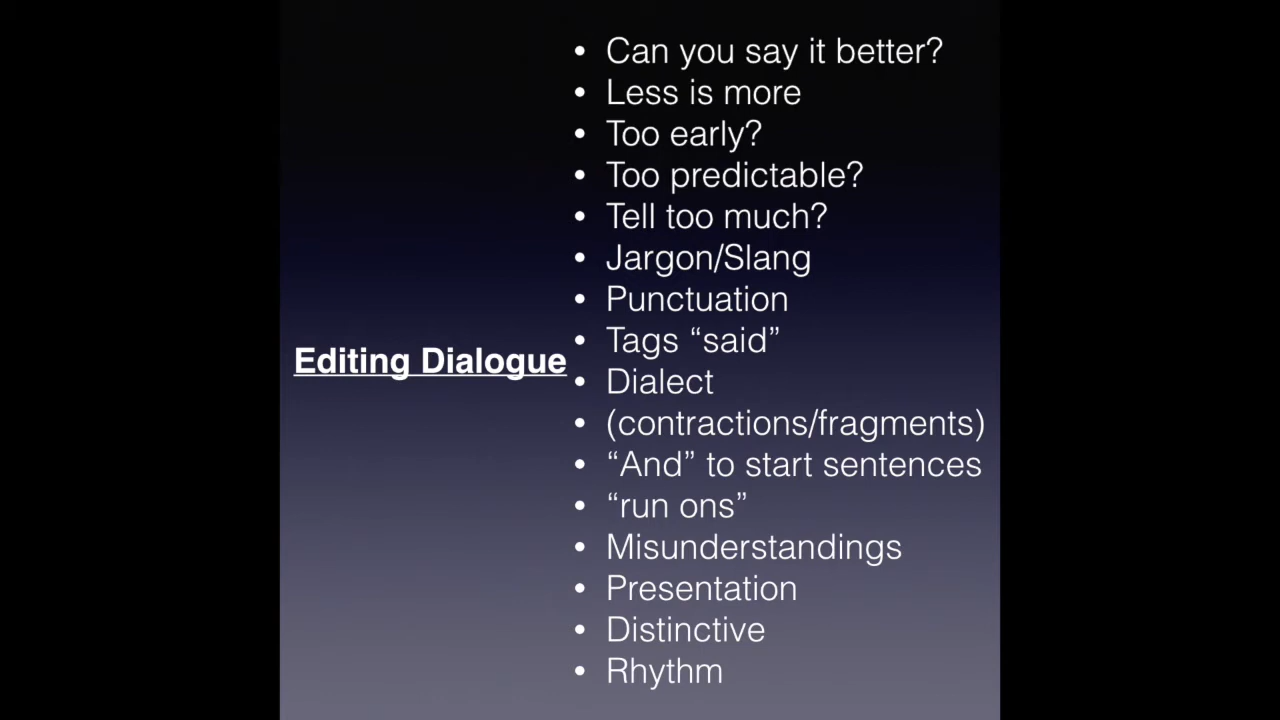 Editing Dialogue
• Can you say it better?
• Less is more
• Too early?
• Too predictable?
• Tell too much?
• Jargon/Slang
• Punctuation
• Tags “said”
• Dialect
• (contractions/fragments)
• “And” to start sentences
• “run ons”
• Misunderstandings
• Presentation
• Distinctive
• Rhythm